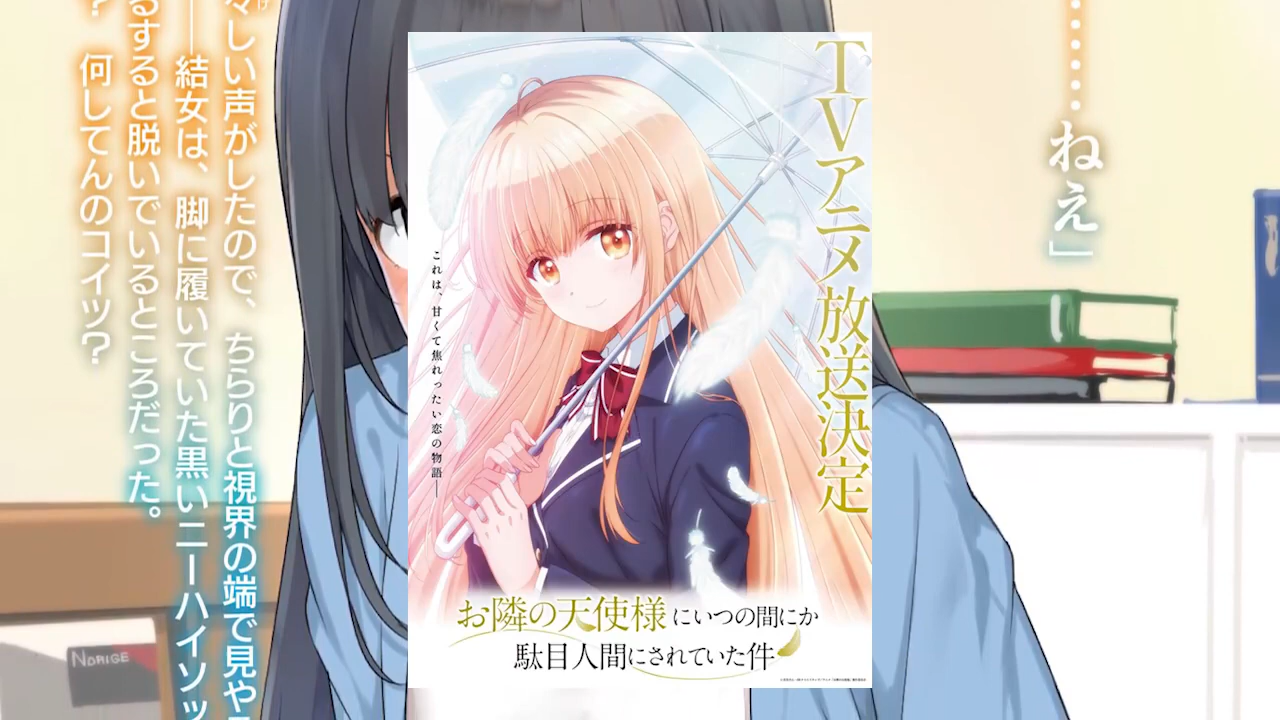 ……ねえ」
々しい声がしたので、ちらりと視界の端で見や
――結女は、脚に履いていた黒いニーハイソッ
るすると脱いでいるところだった。
? 何してんのコイツ?
NORIGE
TVアニメ放送決定
これは、甘くて焦れったい恋の物語――
お隣の天使様にいつの間にか
駄目人間にされていた件